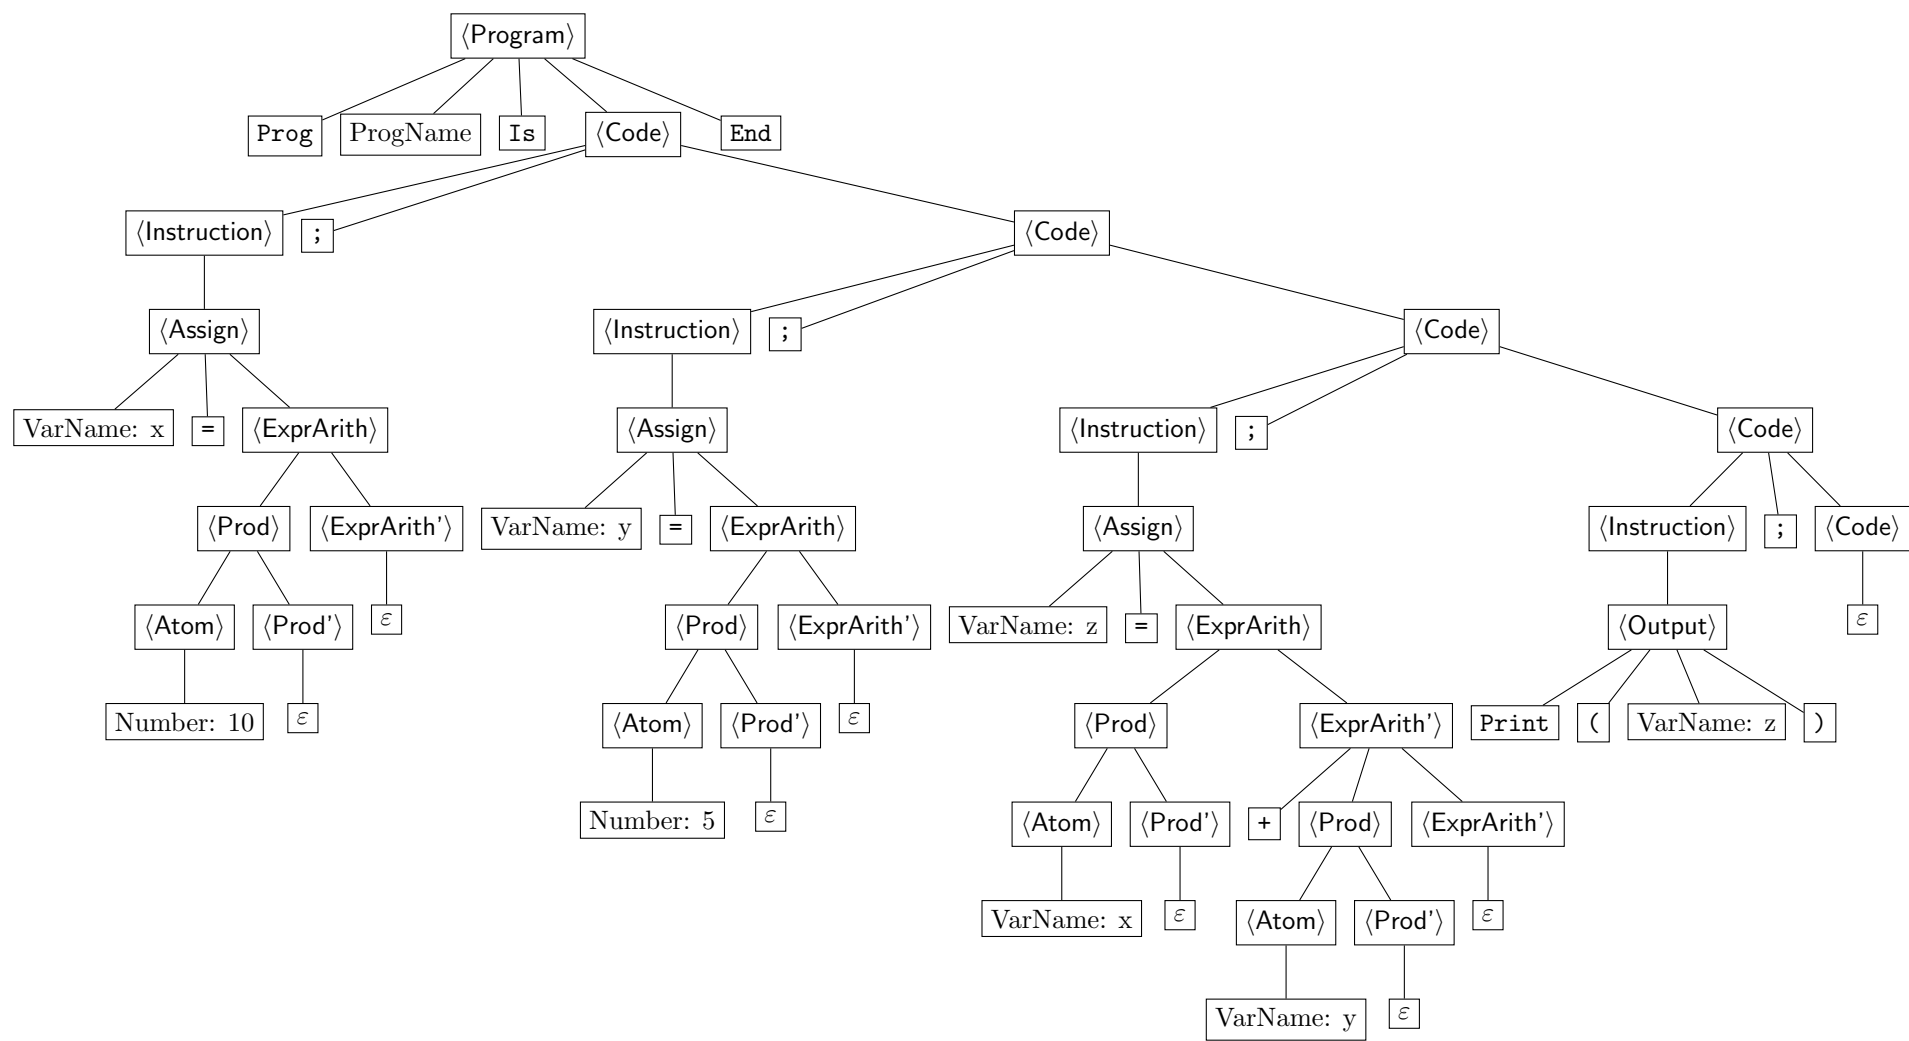 ⟨Program⟩
Prog ProgName Is ⟨Code⟩ End
⟨Instruction⟩ ; ⟨Code⟩
⟨Assign⟩ ⟨Instruction⟩ ; ⟨Code⟩
VarName: x = ⟨ExprArith⟩ ⟨Assign⟩ ⟨Instruction⟩ ; ⟨Code⟩
⟨Prod⟩ ⟨ExprArith'⟩ VarName: y = ⟨ExprArith⟩ ⟨Assign⟩ ⟨Instruction⟩ ; ⟨Code⟩
⟨Atom⟩ ⟨Prod'⟩ ε ⟨Prod⟩ ⟨ExprArith'⟩ VarName: z = ⟨ExprArith⟩ ⟨Output⟩ ε
Number: 10 ε ⟨Atom⟩ ⟨Prod'⟩ ε ⟨Prod⟩ ⟨ExprArith'⟩ Print ( VarName: z )
Number: 5 ε ⟨Atom⟩ ⟨Prod'⟩ + ⟨Prod⟩ ⟨ExprArith'⟩
VarName: x ε ⟨Atom⟩ ⟨Prod'⟩ ε
VarName: y ε